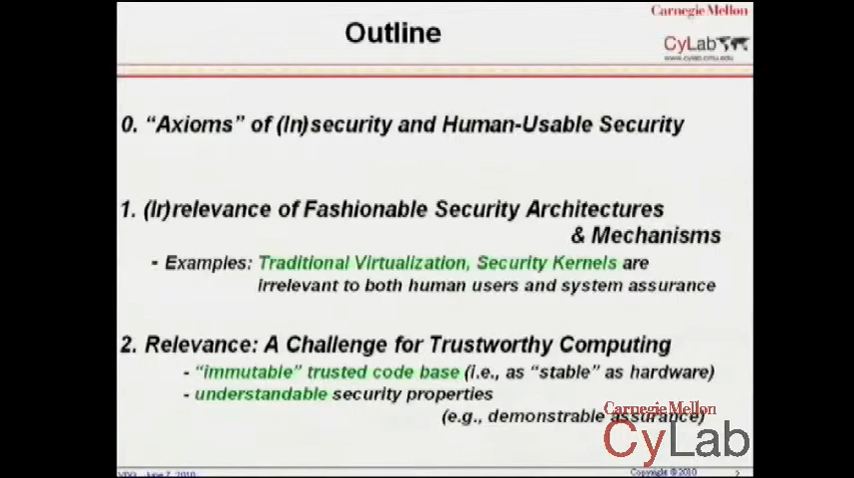 Outline
Carnegie Mellon
CyLab
www.cylab.cmu.edu
0. “Axioms” of (In)security and Human-Usable Security
1. (Ir)relevance of Fashionable Security Architectures
& Mechanisms
- Examples: Traditional Virtualization, Security Kernels are
irrelevant to both human users and system assurance
2. Relevance: A Challenge for Trustworthy Computing
- “immutable” trusted code base (i.e., as “stable” as hardware)
- understandable security properties
(e.g., demonstrable assurance)
Carnegie Mellon
CyLab
June 7, 2010
Copyright © 2010